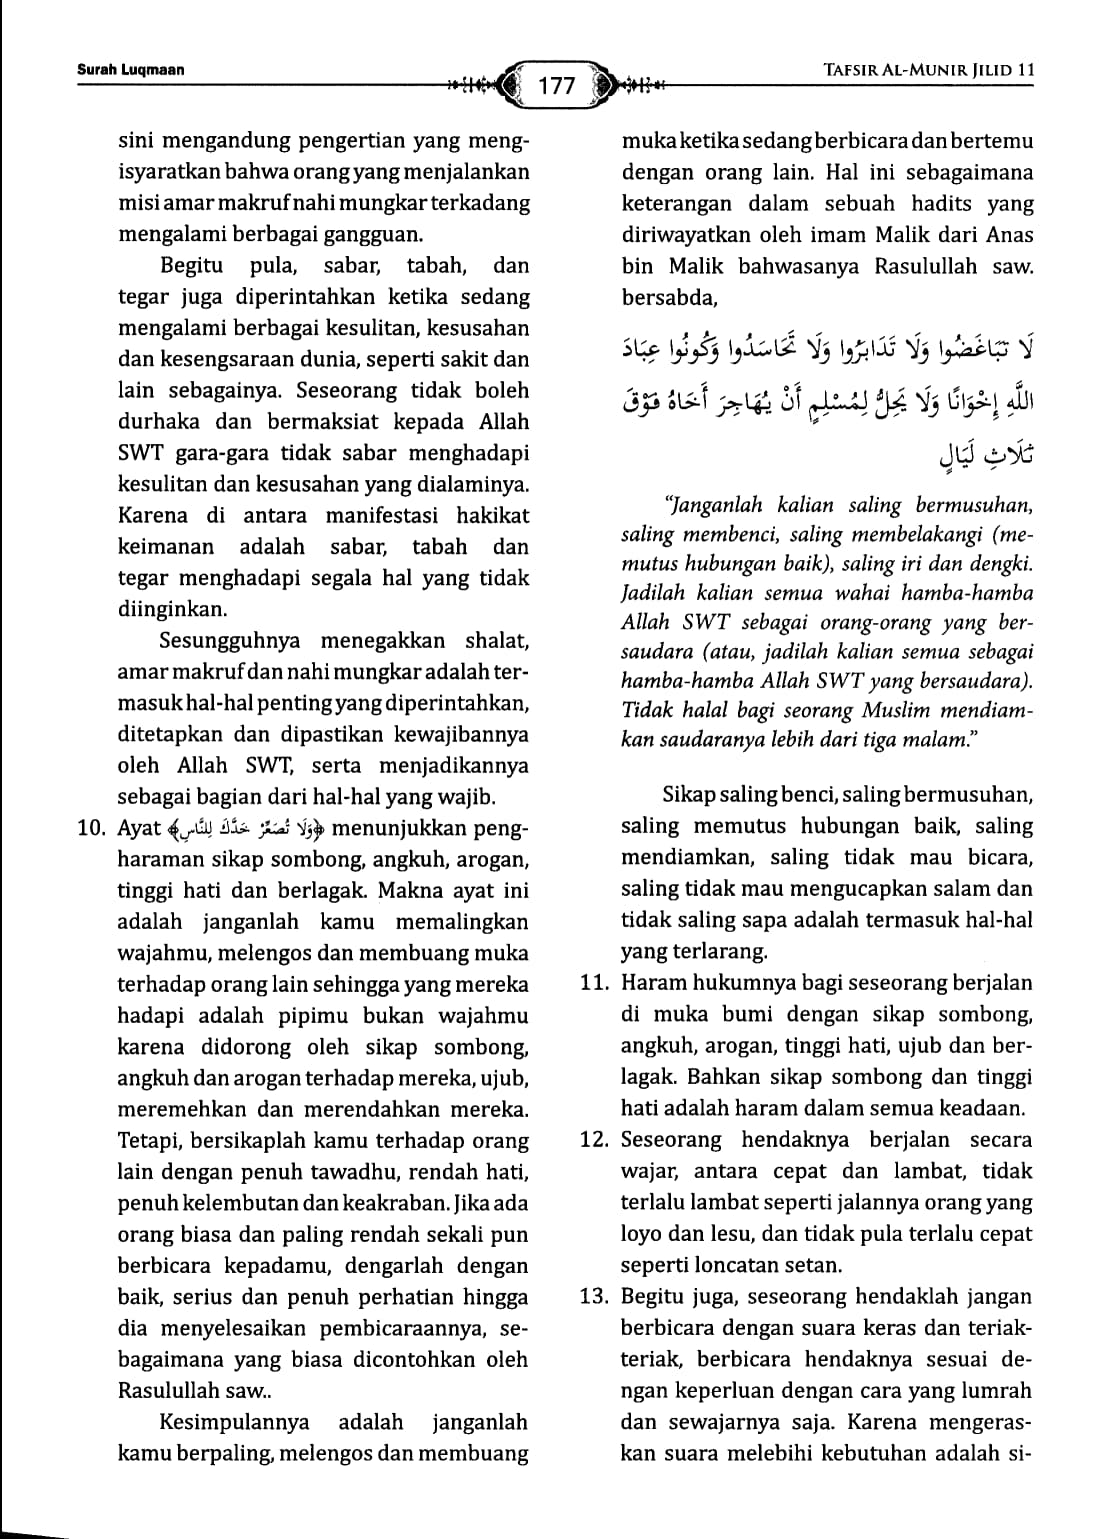 Surah Luqmaan
177
TAFSIR AL-MUNIR JILID 11
sini mengandung pengertian yang meng-
isyaratkan bahwa orang yang menjalankan
misi amar makruf nahi mungkar terkadang
mengalami berbagai gangguan.
Begitu pula, sabar, tabah, dan
tegar juga diperintahkan ketika sedang
mengalami berbagai kesulitan, kesusahan
dan kesengsaraan dunia, seperti sakit dan
lain sebagainya. Seseorang tidak boleh
durhaka dan bermaksiat kepada Allah
SWT gara-gara tidak sabar menghadapi
kesulitan dan kesusahan yang dialaminya.
Karena di antara manifestasi hakikat
keimanan adalah sabar, tabah dan
tegar menghadapi segala hal yang tidak
diinginkan.
Sesungguhnya menegakkan shalat,
amar makruf dan nahi mungkar adalah ter-
masuk hal-hal penting yang diperintahkan,
ditetapkan dan dipastikan kewajibannya
oleh Allah SWT, serta menjadikannya
sebagai bagian dari hal-hal yang wajib.
10. Ayat ﴿وَلَا تُصَعِّرْ خَدَّكَ لِلنَّاسِ﴾ menunjukkan peng-
haraman sikap sombong, angkuh, arogan,
tinggi hati dan berlagak. Makna ayat ini
adalah janganlah kamu memalingkan
wajahmu, melengos dan membuang muka
terhadap orang lain sehingga yang mereka
hadapi adalah pipimu bukan wajahmu
karena didorong oleh sikap sombong,
angkuh dan arogan terhadap mereka, ujub,
meremehkan dan merendahkan mereka.
Tetapi, bersikaplah kamu terhadap orang
lain dengan penuh tawadhu, rendah hati,
penuh kelembutan dan keakraban. Jika ada
orang biasa dan paling rendah sekali pun
berbicara kepadamu, dengarlah dengan
baik, serius dan penuh perhatian hingga
dia menyelesaikan pembicaraannya, se-
bagaimana yang biasa dicontohkan oleh
Rasulullah saw..
Kesimpulannya adalah janganlah
kamu berpaling, melengos dan membuang
muka ketika sedang berbicara dan bertemu
dengan orang lain. Hal ini sebagaimana
keterangan dalam sebuah hadits yang
diriwayatkan oleh imam Malik dari Anas
bin Malik bahwasanya Rasulullah saw.
bersabda,
لَا تَبَاغَضُوا وَلَا تَدَابَرُوا وَلَا تَحَاسَدُوا وَكُونُوا عِبَادَ
اللَّهِ إِخْوَانًا وَلَا يَحِلُّ لِمُسْلِمٍ أَنْ يُهَاجِرَ أَخَاهُ فَوْقَ
ثَلَاثِ لَيَالٍ
“Janganlah kalian saling bermusuhan,
saling membenci, saling membelakangi (me-
mutus hubungan baik), saling iri dan dengki.
Jadilah kalian semua wahai hamba-hamba
Allah SWT sebagai orang-orang yang ber-
saudara (atau, jadilah kalian semua sebagai
hamba-hamba Allah SWT yang bersaudara).
Tidak halal bagi seorang Muslim mendiam-
kan saudaranya lebih dari tiga malam.”
Sikap saling benci, saling bermusuhan,
saling memutus hubungan baik, saling
mendiamkan, saling tidak mau bicara,
saling tidak mau mengucapkan salam dan
tidak saling sapa adalah termasuk hal-hal
yang terlarang.
11. Haram hukumnya bagi seseorang berjalan
di muka bumi dengan sikap sombong,
angkuh, arogan, tinggi hati, ujub dan ber-
lagak. Bahkan sikap sombong dan tinggi
hati adalah haram dalam semua keadaan.
12. Seseorang hendaknya berjalan secara
wajar, antara cepat dan lambat, tidak
terlalu lambat seperti jalannya orang yang
loyo dan lesu, dan tidak pula terlalu cepat
seperti loncatan setan.
13. Begitu juga, seseorang hendaklah jangan
berbicara dengan suara keras dan teriak-
teriak, berbicara hendaknya sesuai de-
ngan keperluan dengan cara yang lumrah
dan sewajarnya saja. Karena mengeras-
kan suara melebihi kebutuhan adalah si-